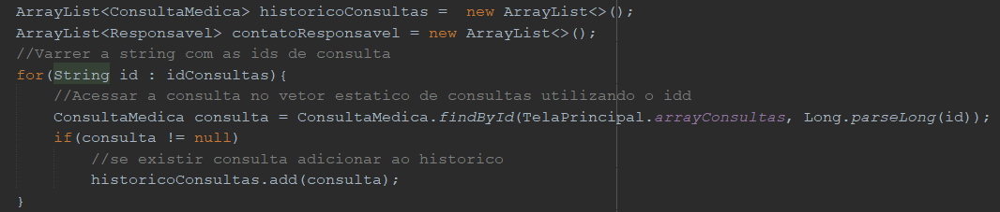 ArrayList<ConsultaMedica> historicoConsultas =  new ArrayList<>();
ArrayList<Responsavel> contatoResponsavel = new ArrayList<>();
//Varrer a string com as ids de consulta
for(String id : idConsultas){
    //Acessar a consulta no vetor estatico de consultas utilizando o idd
    ConsultaMedica consulta = ConsultaMedica.findById(TelaPrincipal.arrayConsultas, Long.parseLong(id));
    if(consulta != null)
        //se existir consulta adicionar ao historico
        historicoConsultas.add(consulta);
}